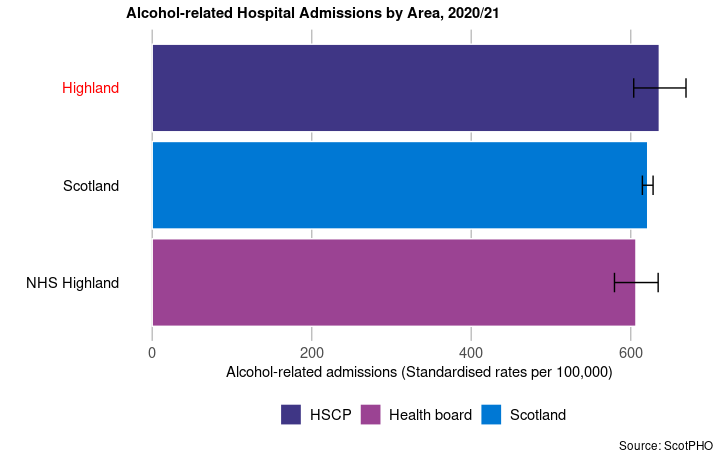 Alcohol-related Hospital Admissions by Area, 2020/21
Highland
Scotland
NHS Highland
0 200 400 600
Alcohol-related admissions (Standardised rates per 100,000)
HSCP Health board Scotland
Source: ScotPHO